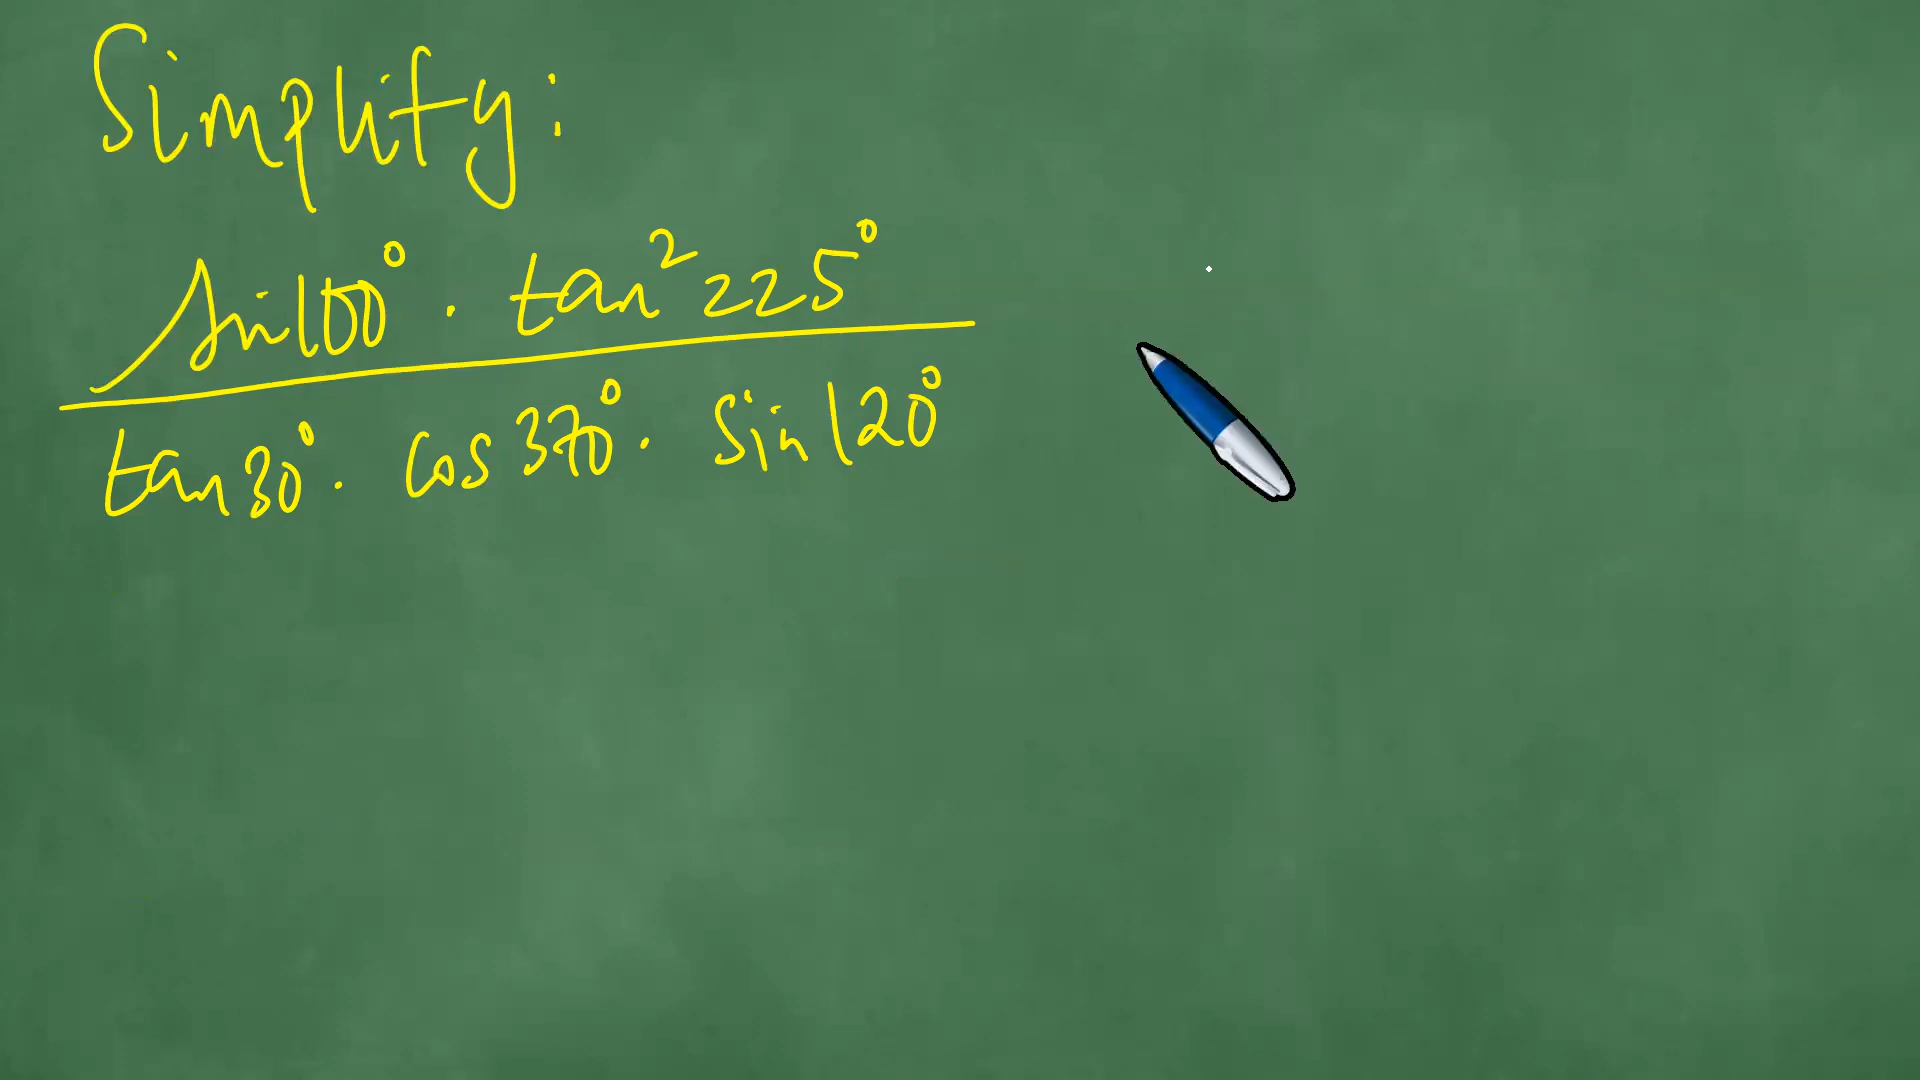 Simplify:
sin100° · tan²225°
tan30° · cos370° · sin120°